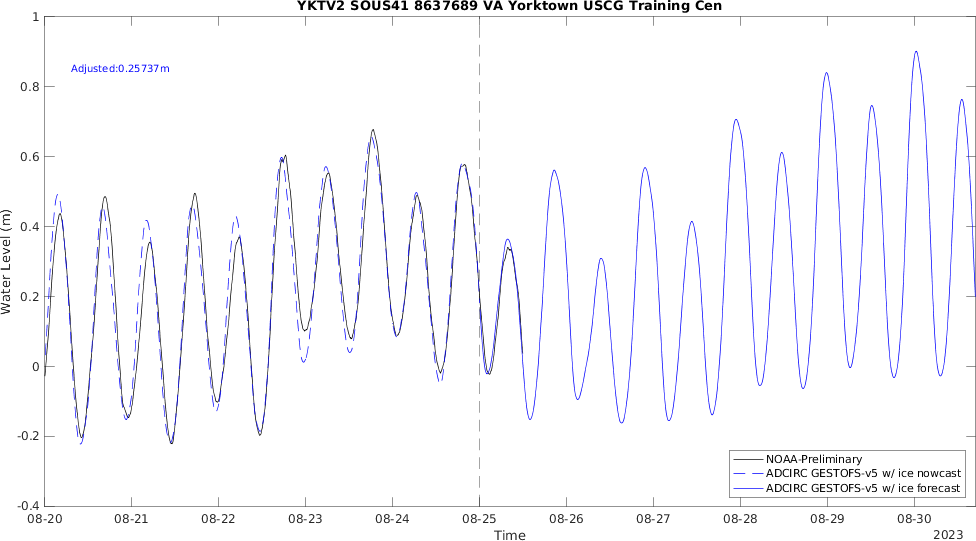 YKTV2 SOUS41 8637689 VA Yorktown USCG Training Cen
Adjusted:0.25737m
Water Level (m)
1
0.8
0.6
0.4
0.2
0
-0.2
-0.4
NOAA-Preliminary
ADCIRC GESTOFS-v5 w/ ice nowcast
ADCIRC GESTOFS-v5 w/ ice forecast
08-20 08-21 08-22 08-23 08-24 08-25 08-26 08-27 08-28 08-29 08-30
Time
2023